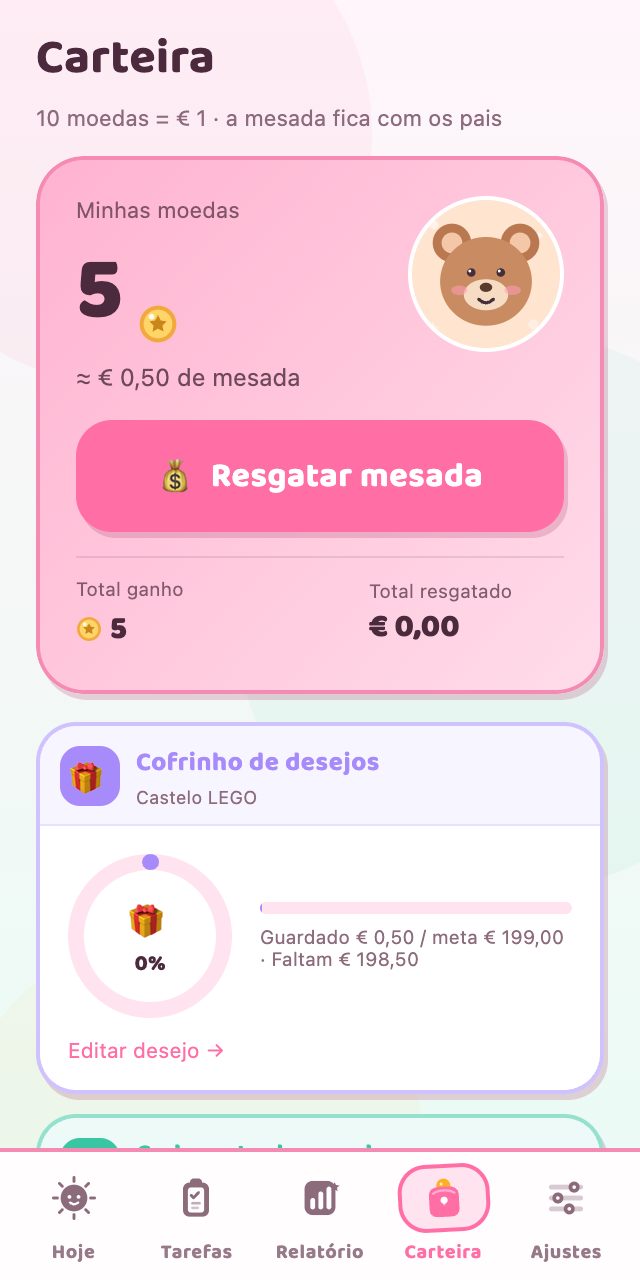 Carteira
10 moedas = € 1 · a mesada fica com os pais
Minhas moedas
5
≈ € 0,50 de mesada
Resgatar mesada
Total ganho
5
Total resgatado
€ 0,00
Cofrinho de desejos
Castelo LEGO
0%
Guardado € 0,50 / meta € 199,00
· Faltam € 198,50
Editar desejo →
Hoje
Tarefas
Relatório
Carteira
Ajustes